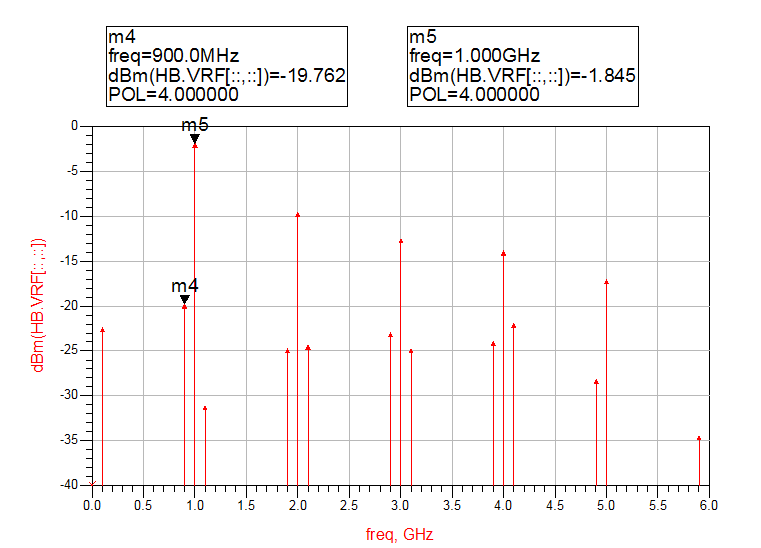 m4
freq=900.0MHz
dBm(HB.VRF[::,::])=-19.762
POL=4.000000
m5
freq=1.000GHz
dBm(HB.VRF[::,::])=-1.845
POL=4.000000
m5
m4
dBm(HB.VRF[::,::])
0
-5
-10
-15
-20
-25
-30
-35
-40
0.0 0.5 1.0 1.5 2.0 2.5 3.0 3.5 4.0 4.5 5.0 5.5 6.0
freq, GHz